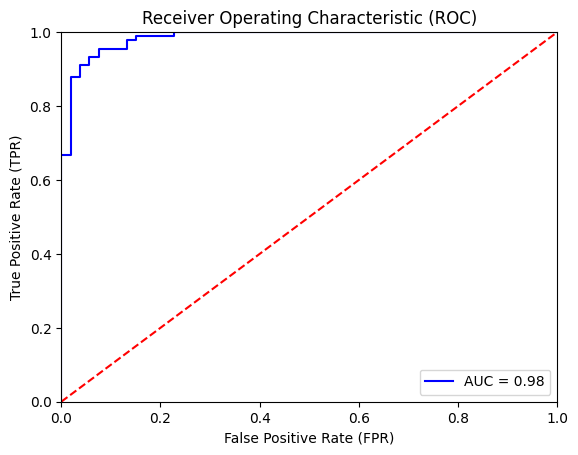 Receiver Operating Characteristic (ROC)
True Positive Rate (TPR)
1.0
0.8
0.6
0.4
0.2
0.0
AUC = 0.98
0.0 0.2 0.4 0.6 0.8 1.0
False Positive Rate (FPR)